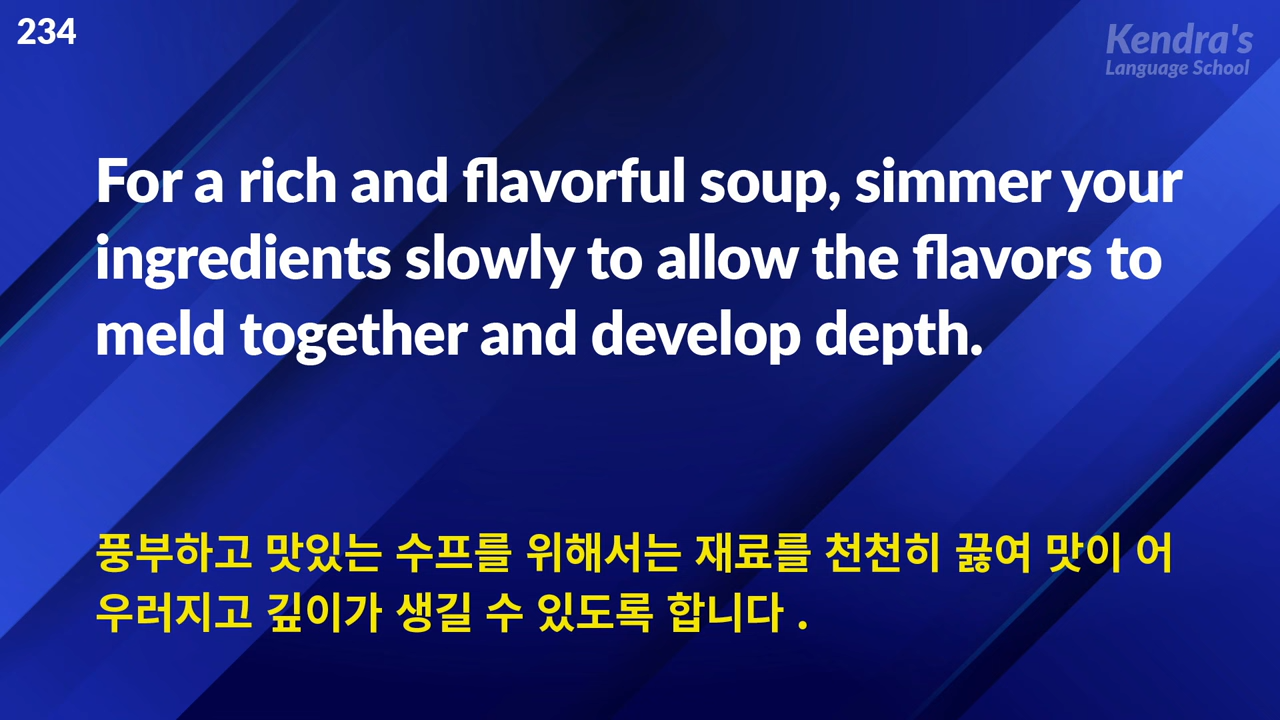 234
Kendra's
Language School
For a rich and flavorful soup, simmer your
ingredients slowly to allow the flavors to
meld together and develop depth.
풍부하고 맛있는 수프를 위해서는 재료를 천천히 끓여 맛이 어
우러지고 깊이가 생길 수 있도록 합니다 .